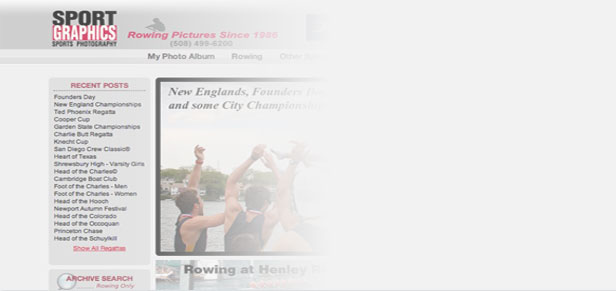 SPORT
GRAPHICS
SPORTS PHOTOGRAPHY
Rowing Pictures Since 1986
(508) 499-6200
My Photo Album Rowing Other
RECENT POSTS
Founders Day
New England Championships
Ted Phoenix Regatta
Cooper Cup
Garden State Championships
Charlie Butt Regatta
Knecht Cup
San Diego Crew Classic®
Heart of Texas
Shrewsbury High - Varsity Girls
Head of the Charles®
Cambridge Boat Club
Foot of the Charles - Men
Foot of the Charles - Women
Head of the Hooch
Newport Autumn Festival
Head of the Colorado
Head of the Occoquan
Princeton Chase
Head of the Schuylkill
Show All Regattas
New Englands, Founders
and some City Championship
Rowing at Henley
ARCHIVE SEARCH
Rowing Only